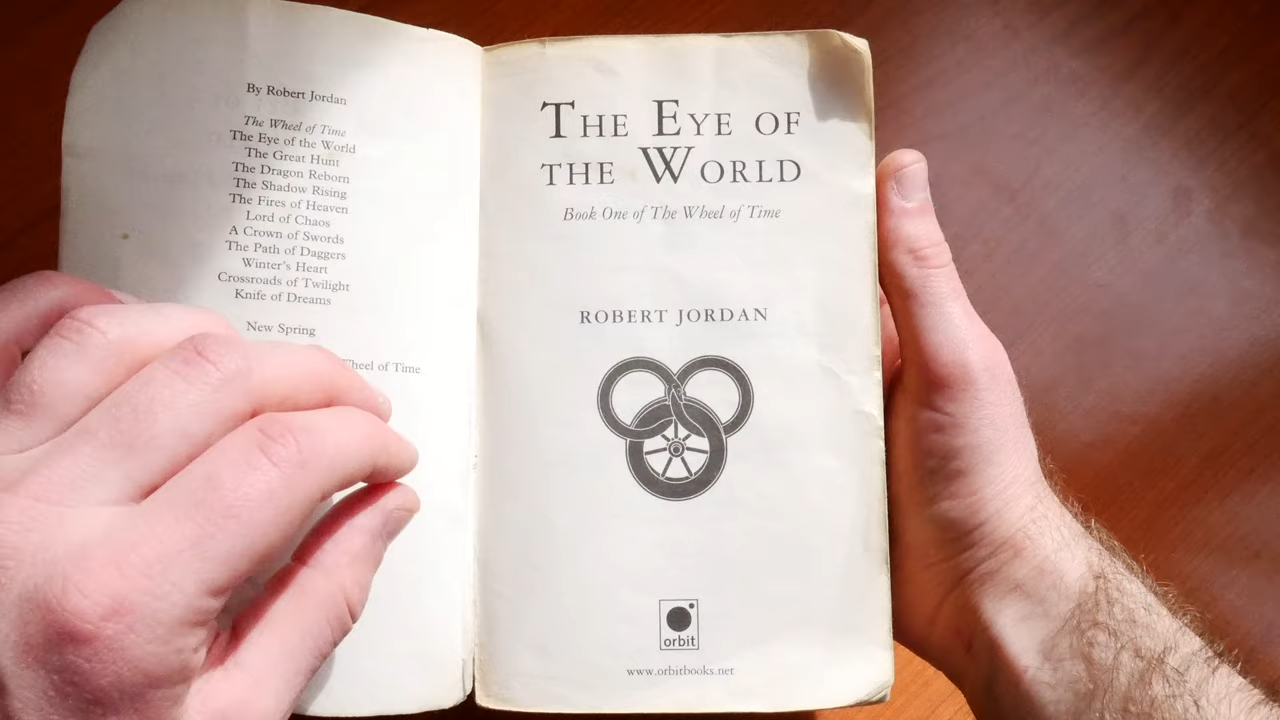 By Robert Jordan
The Wheel of Time
The Eye of the World
The Great Hunt
The Dragon Reborn
The Shadow Rising
The Fires of Heaven
Lord of Chaos
A Crown of Swords
The Path of Daggers
Winter's Heart
Crossroads of Twilight
Knife of Dreams
New Spring
Wheel of Time
THE EYE OF
THE WORLD
Book One of The Wheel of Time
ROBERT JORDAN
orbit
www.orbitbooks.net